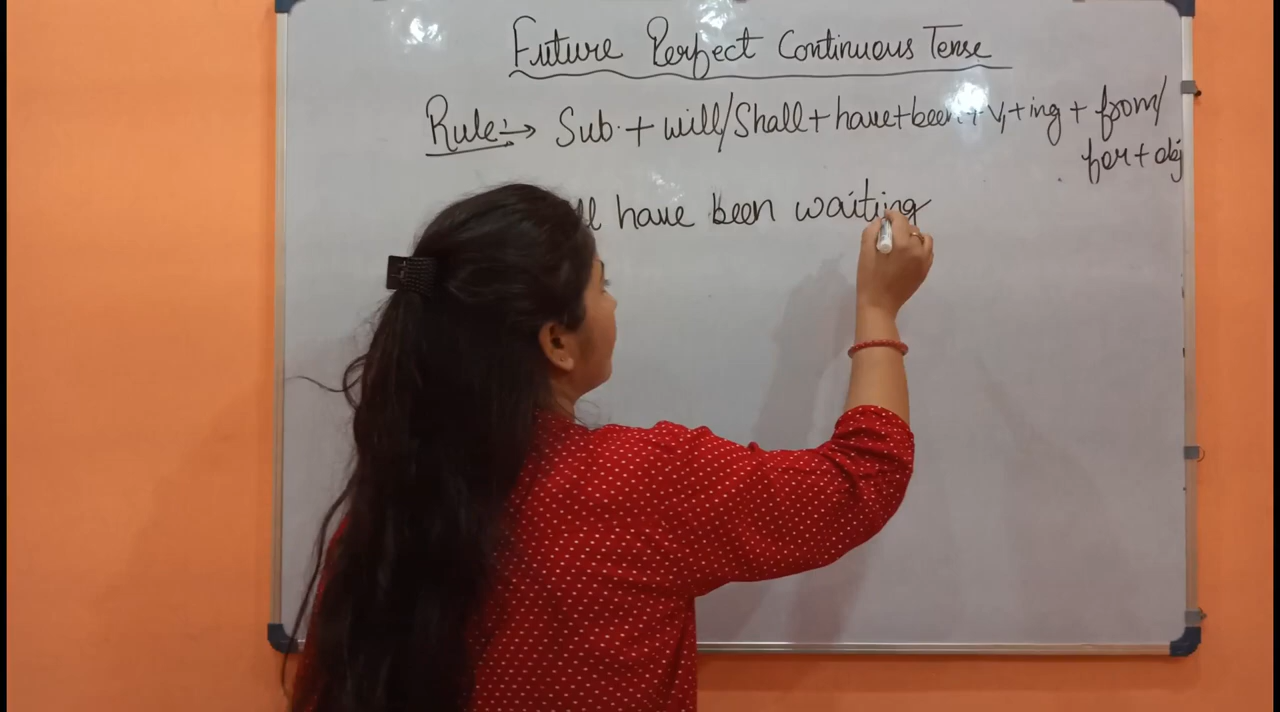 Future Perfect Continuous Tense
Rule:→ Sub. + will/Shall + have + been + V1 + ing + from/
for + obj
have been waiting